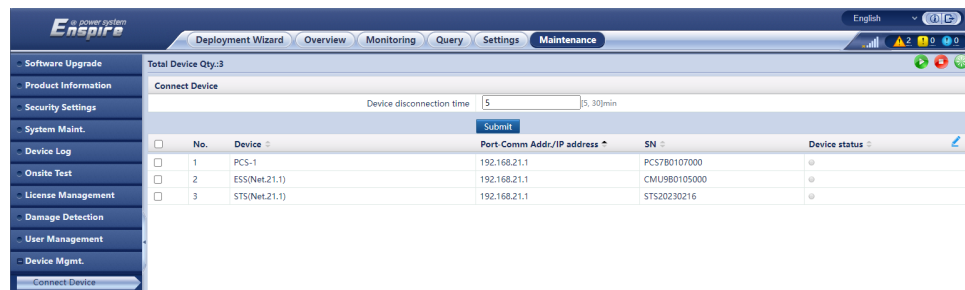 e power system
Enspire
English
Deployment Wizard Overview Monitoring Query Settings Maintenance
2 0 0
Software Upgrade
Product Information
Security Settings
System Maint.
Device Log
Onsite Test
License Management
Damage Detection
User Management
Device Mgmt.
Connect Device
Total Device Qty.:3
Connect Device
Device disconnection time 5 [5, 30]min
Submit
No. Device Port-Comm Addr./IP address SN Device status
1 PCS-1 192.168.21.1 PCS7B0107000
2 ESS(Net.21.1) 192.168.21.1 CMU9B0105000
3 STS(Net.21.1) 192.168.21.1 STS20230216